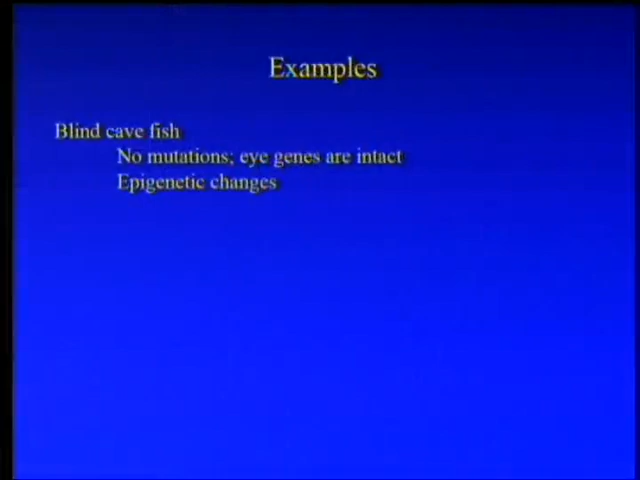 Examples
Blind cave fish
No mutations; eye genes are intact
Epigenetic changes